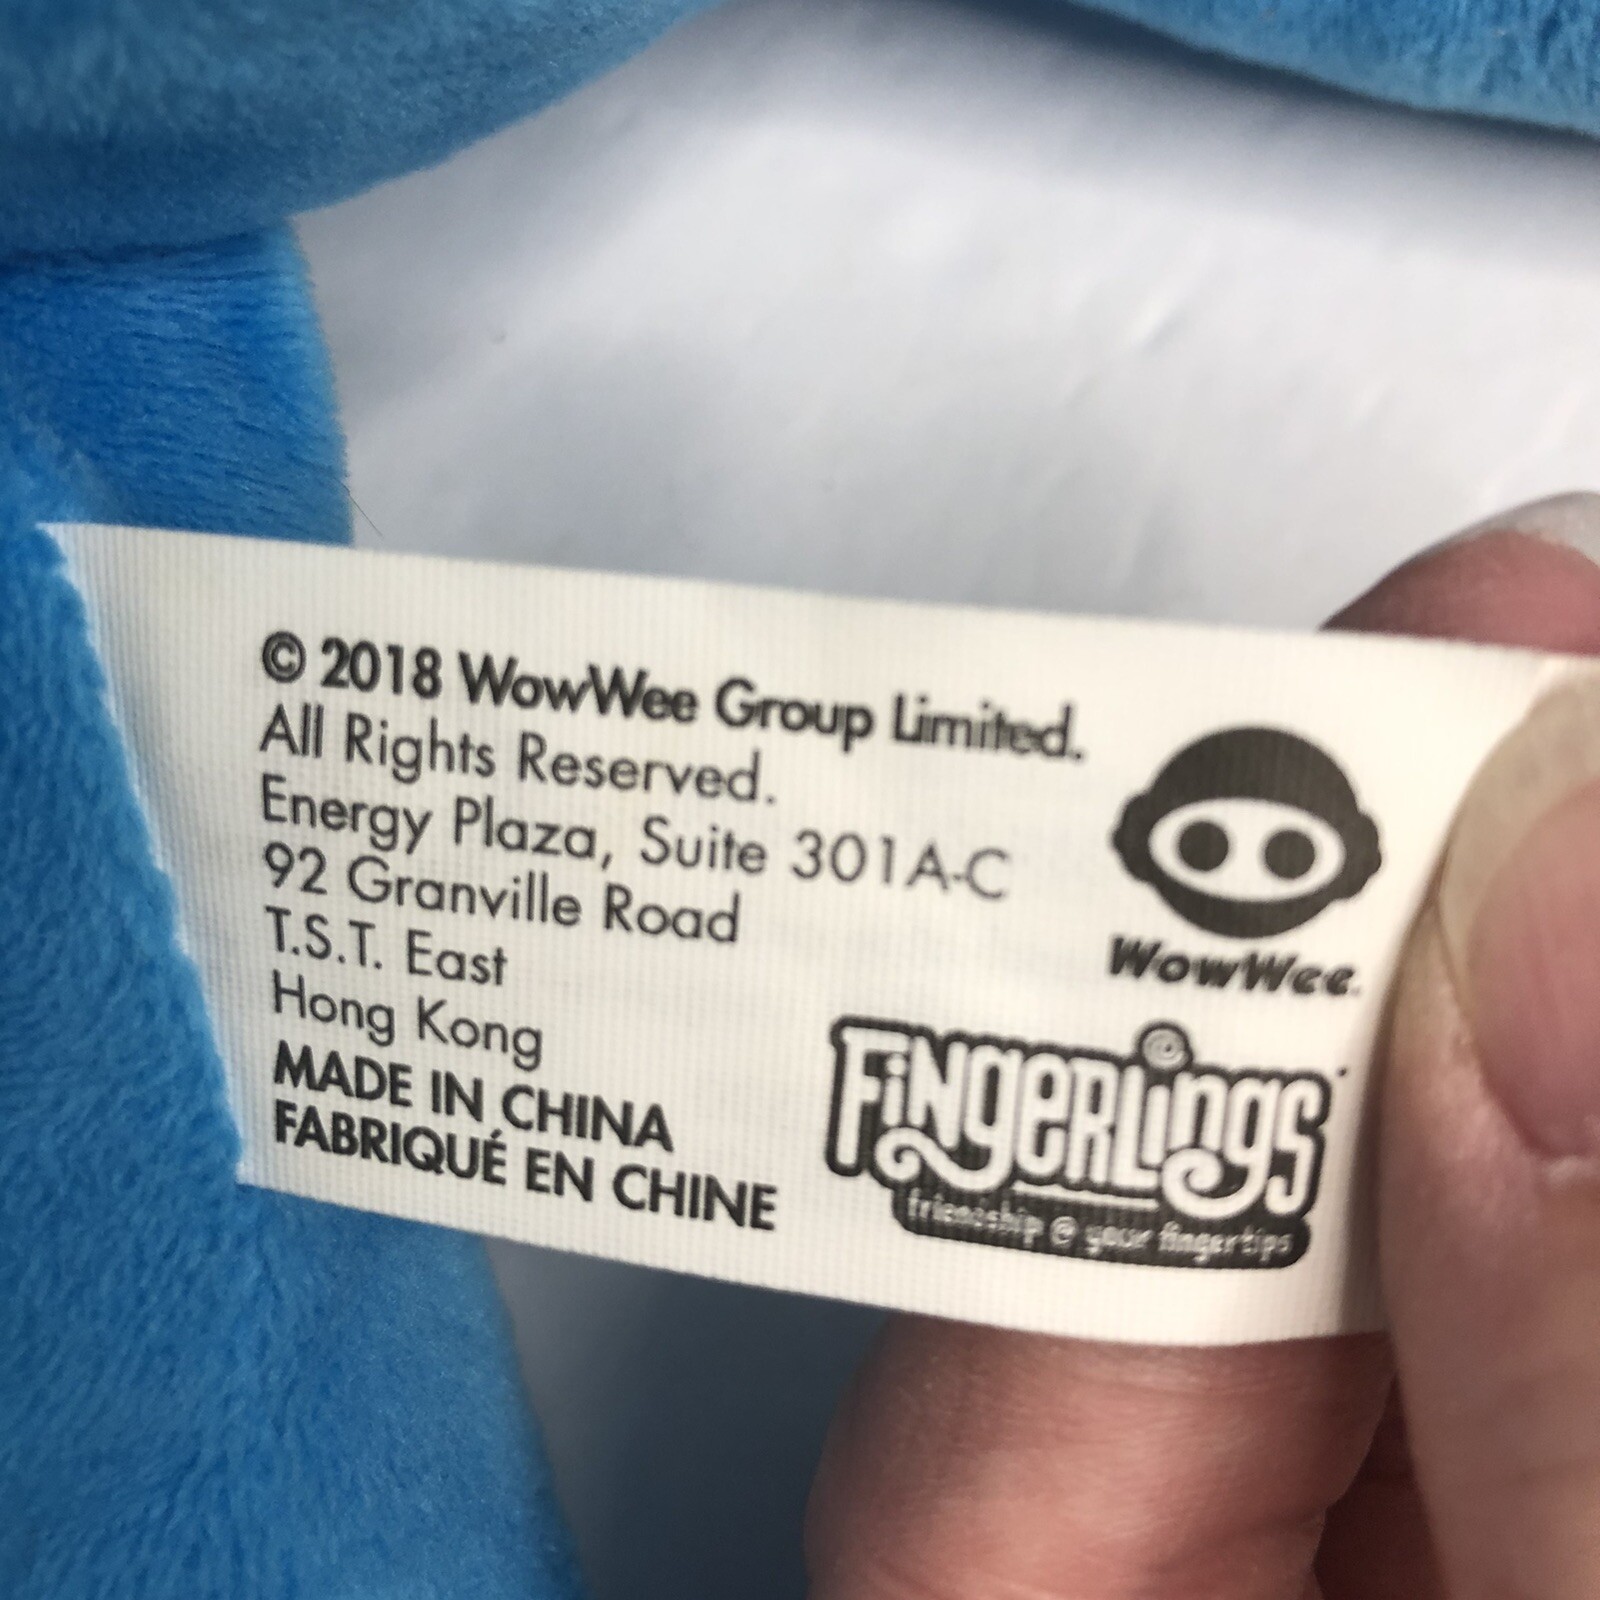 © 2018 WowWee Group Limited.
All Rights Reserved.
Energy Plaza, Suite 301A-C
92 Granville Road
T.S.T. East
Hong Kong
MADE IN CHINA
FABRIQUÉ EN CHINE
WowWee
FiNgeRLings
friendship @ your fingertips